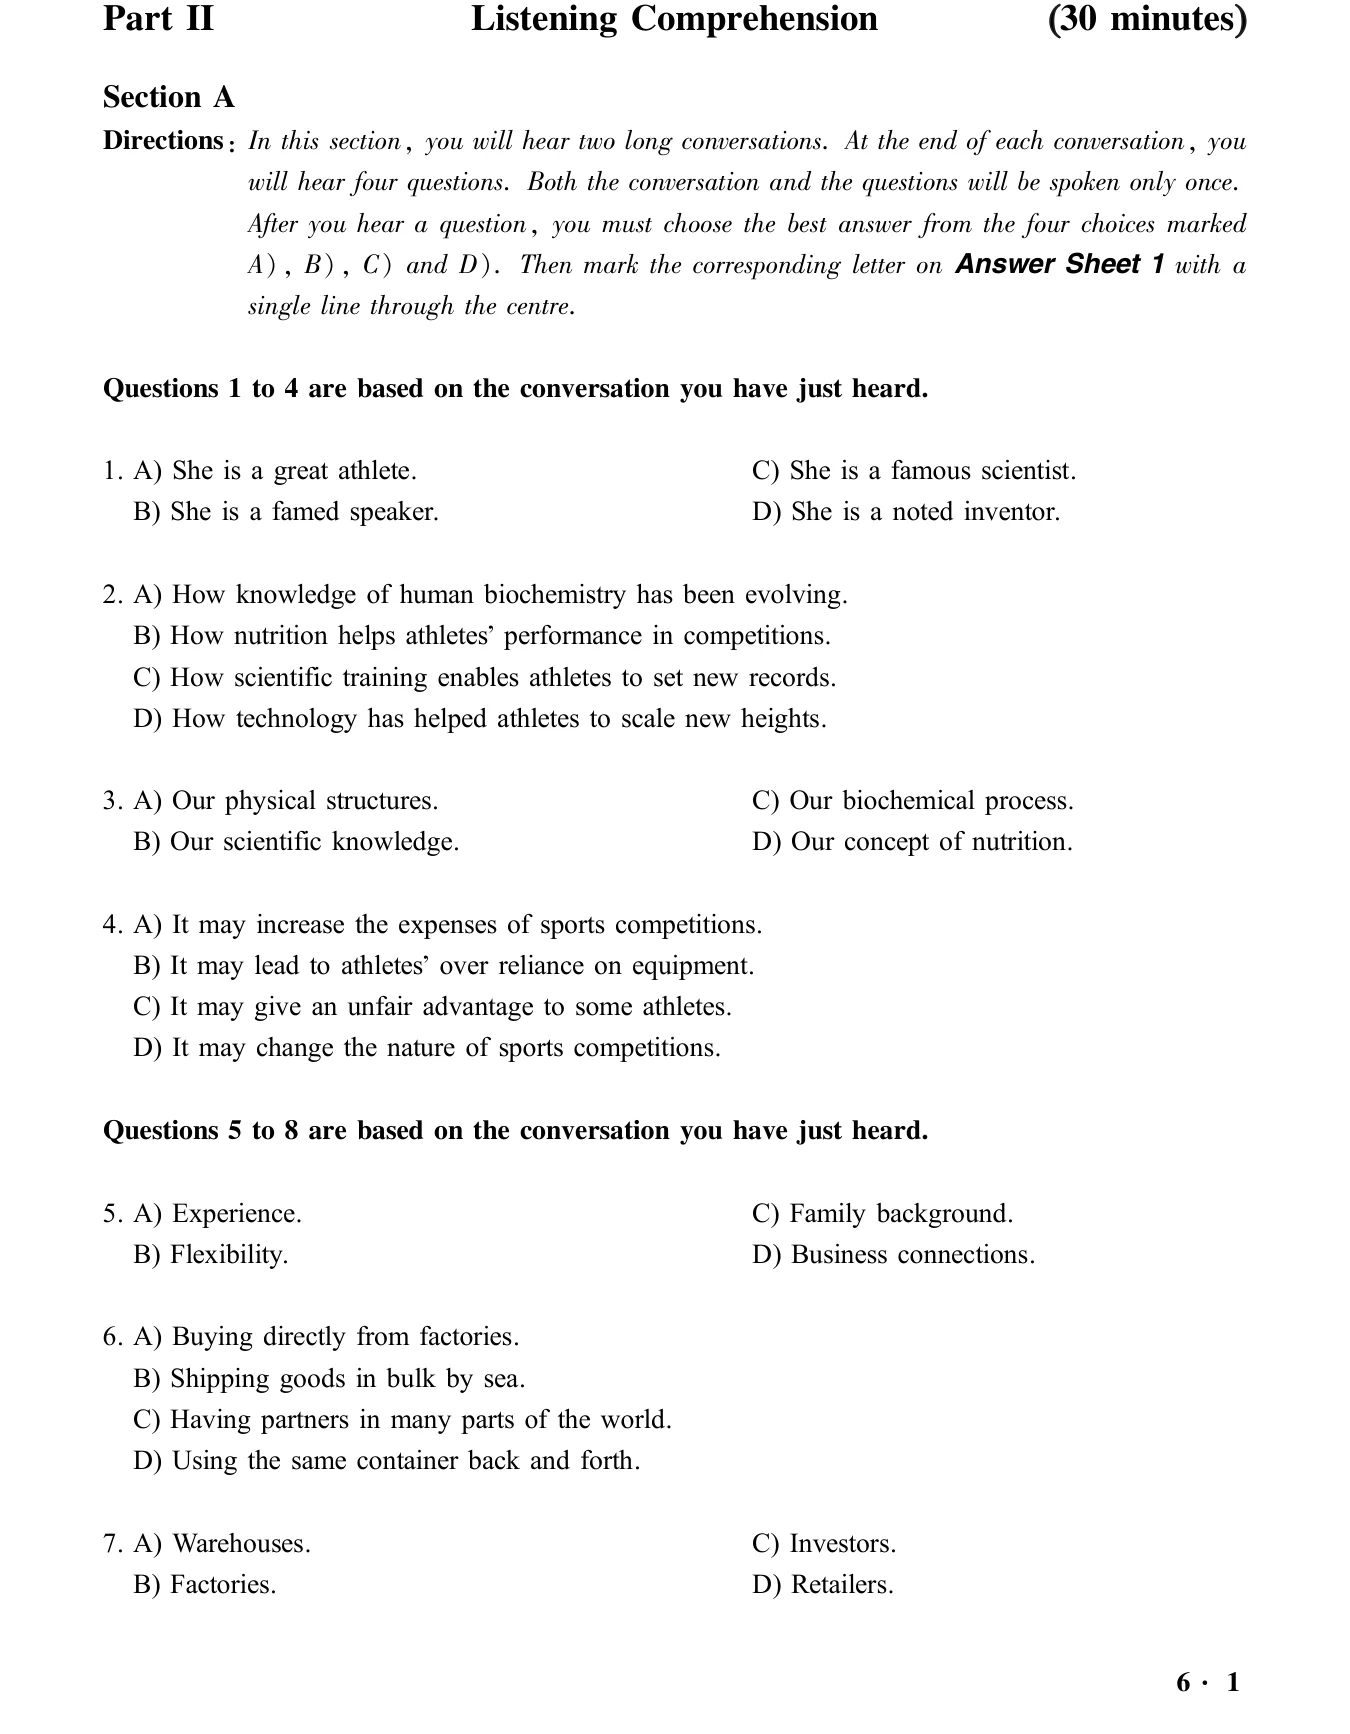 Part II Listening Comprehension (30 minutes)
Section A
Directions: In this section, you will hear two long conversations. At the end of each conversation, you
will hear four questions. Both the conversation and the questions will be spoken only once.
After you hear a question, you must choose the best answer from the four choices marked
A), B), C) and D). Then mark the corresponding letter on Answer Sheet 1 with a
single line through the centre.
Questions 1 to 4 are based on the conversation you have just heard.
1. A) She is a great athlete. C) She is a famous scientist.
B) She is a famed speaker. D) She is a noted inventor.
2. A) How knowledge of human biochemistry has been evolving.
B) How nutrition helps athletes’ performance in competitions.
C) How scientific training enables athletes to set new records.
D) How technology has helped athletes to scale new heights.
3. A) Our physical structures. C) Our biochemical process.
B) Our scientific knowledge. D) Our concept of nutrition.
4. A) It may increase the expenses of sports competitions.
B) It may lead to athletes’ over reliance on equipment.
C) It may give an unfair advantage to some athletes.
D) It may change the nature of sports competitions.
Questions 5 to 8 are based on the conversation you have just heard.
5. A) Experience. C) Family background.
B) Flexibility. D) Business connections.
6. A) Buying directly from factories.
B) Shipping goods in bulk by sea.
C) Having partners in many parts of the world.
D) Using the same container back and forth.
7. A) Warehouses. C) Investors.
B) Factories. D) Retailers.
6 · 1